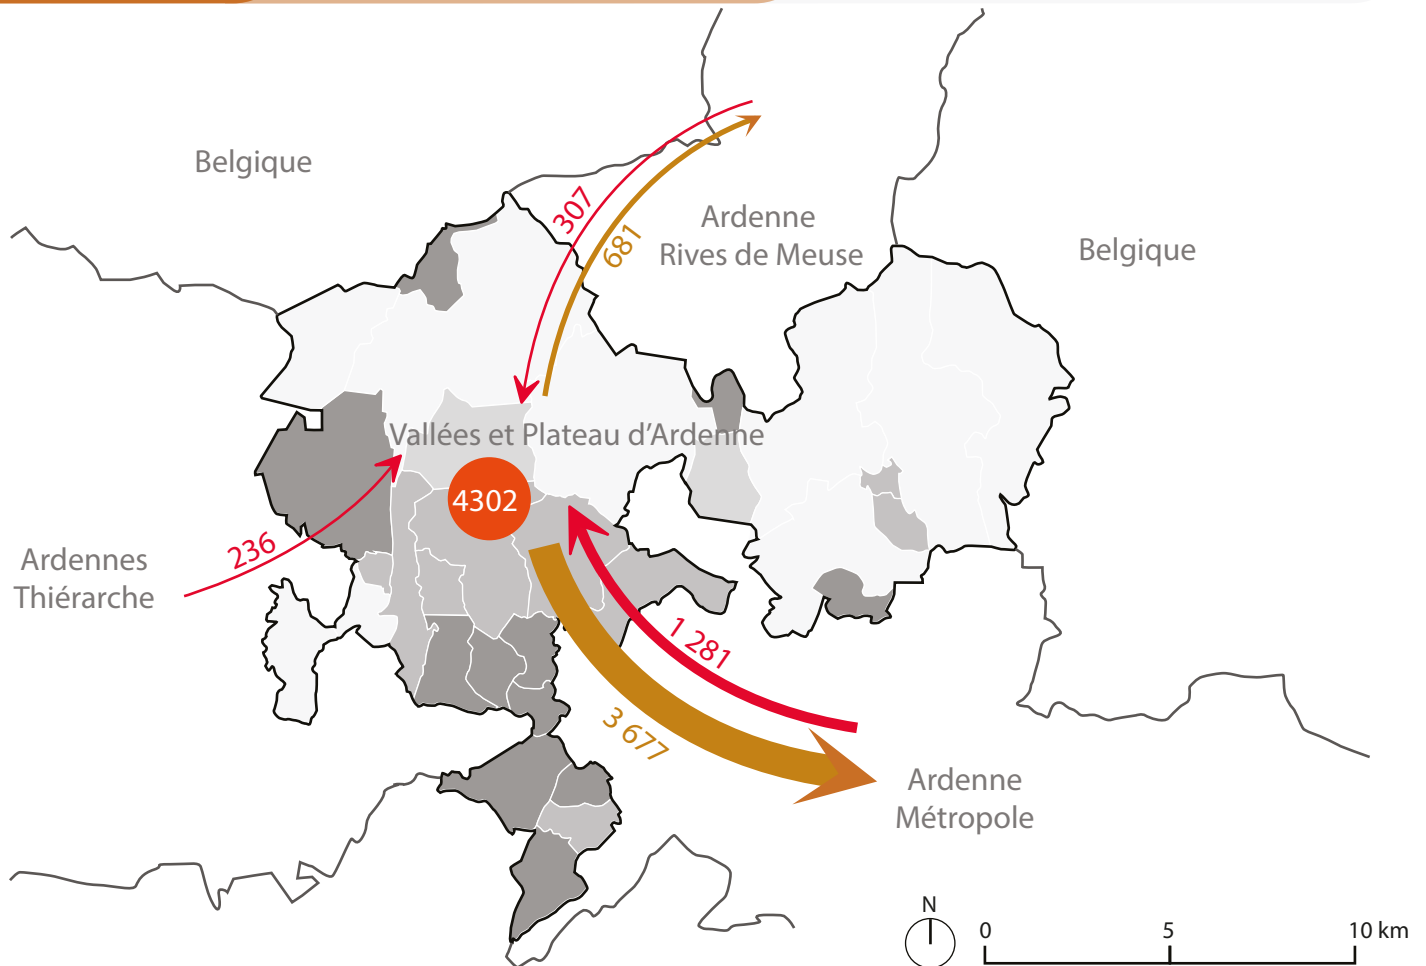 Belgique
307
681
Ardenne
Rives de Meuse
Belgique
Vallées et Plateau d'Ardenne
4302
236
Ardennes
Thiérarche
1 281
3 677
Ardenne
Métropole
N
0
5
10 km